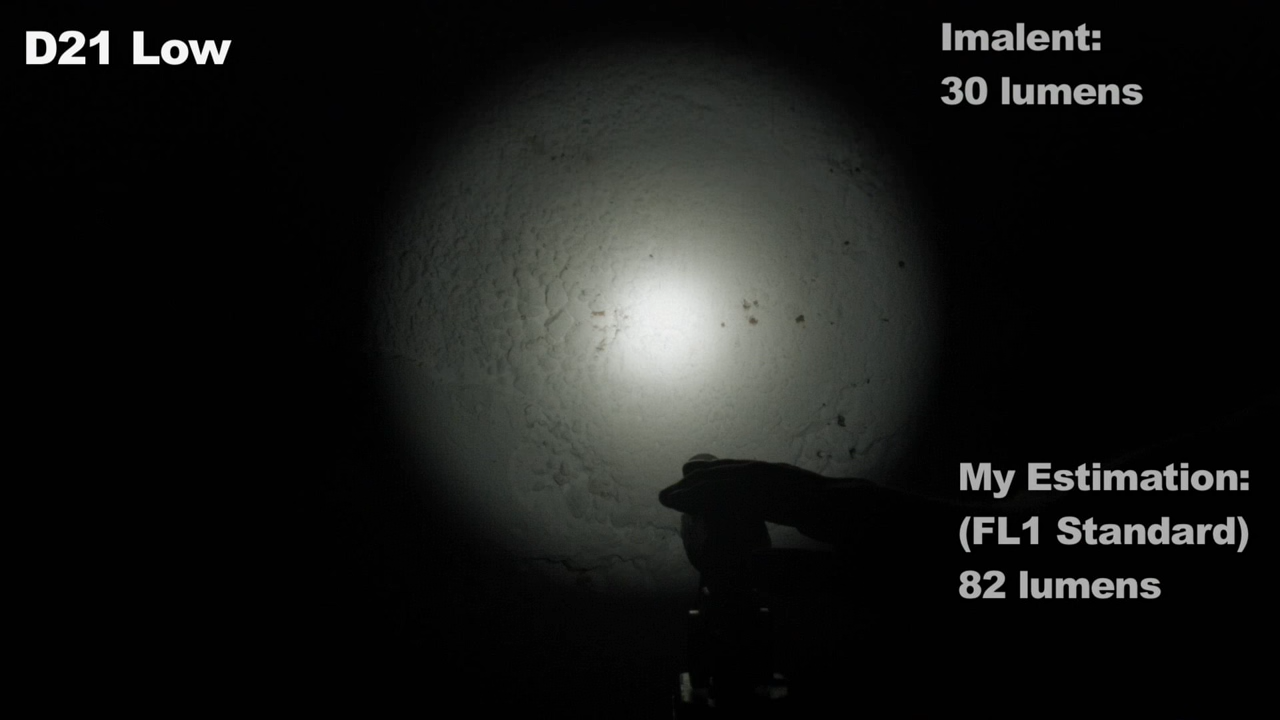 D21 Low
Imalent:
30 lumens
My Estimation:
(FL1 Standard)
82 lumens